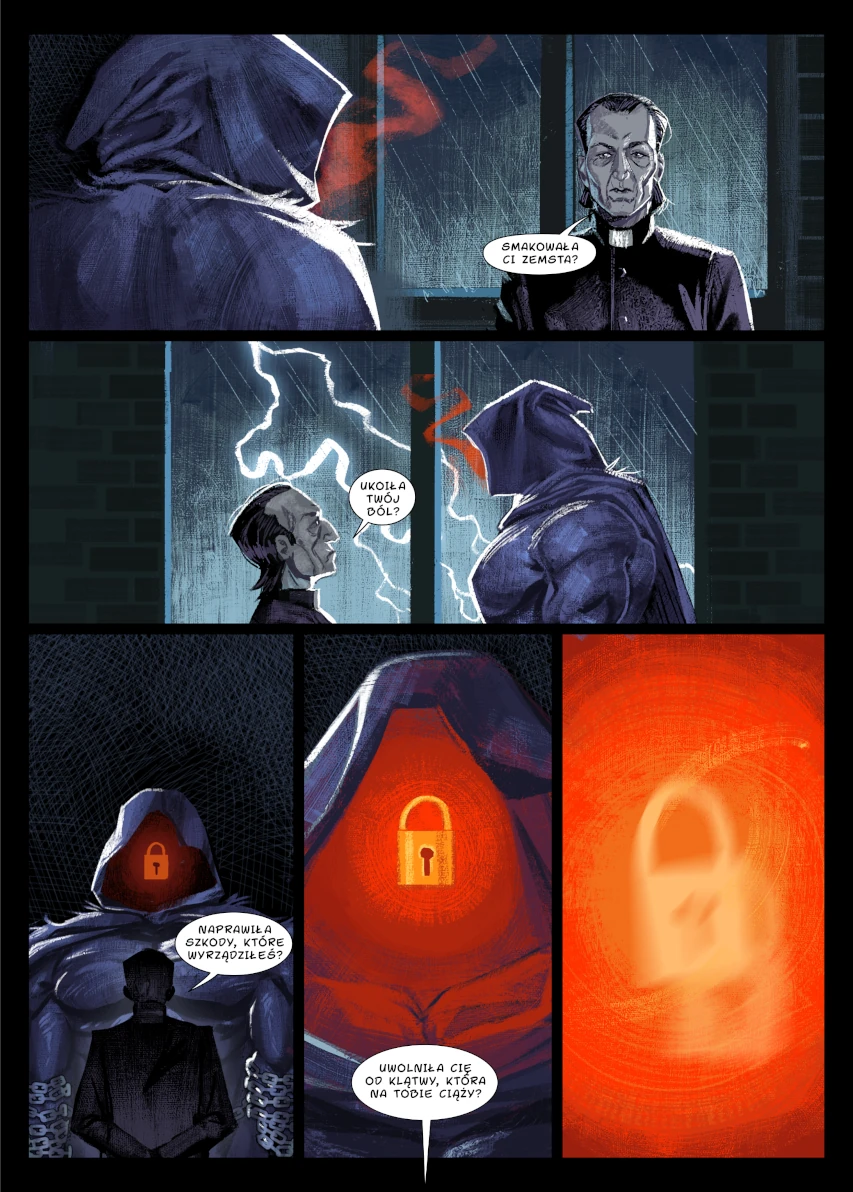 SMAKOWAŁA
CI ZEMSTA?
UKOIŁA
TWÓJ
BÓL?
NAPRAWIŁA
SZKODY, KTÓRE
WYRZĄDZIŁEŚ?
UWOLNIŁA CIĘ
OD KLĄTWY, KTÓRA
NA TOBIE CIĄŻY?